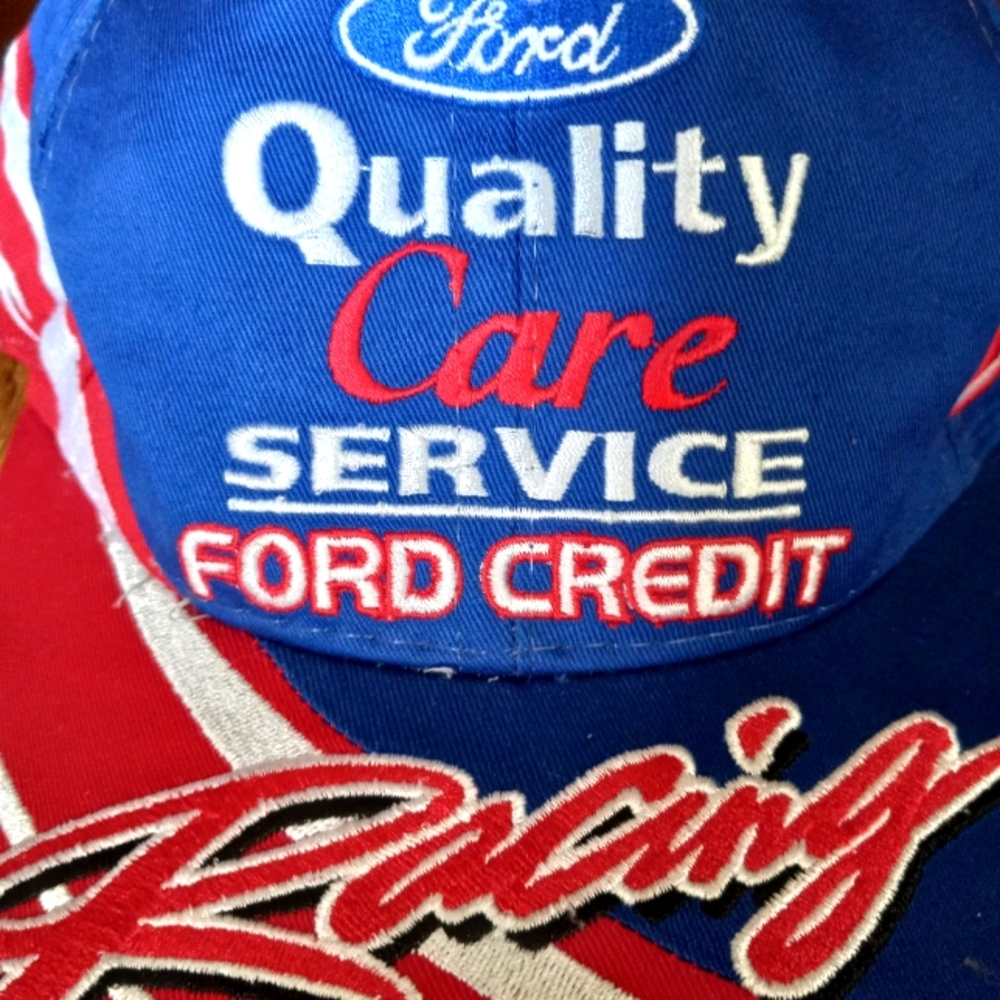 Ford
Quality
Care
SERVICE
FORD CREDIT
Racing